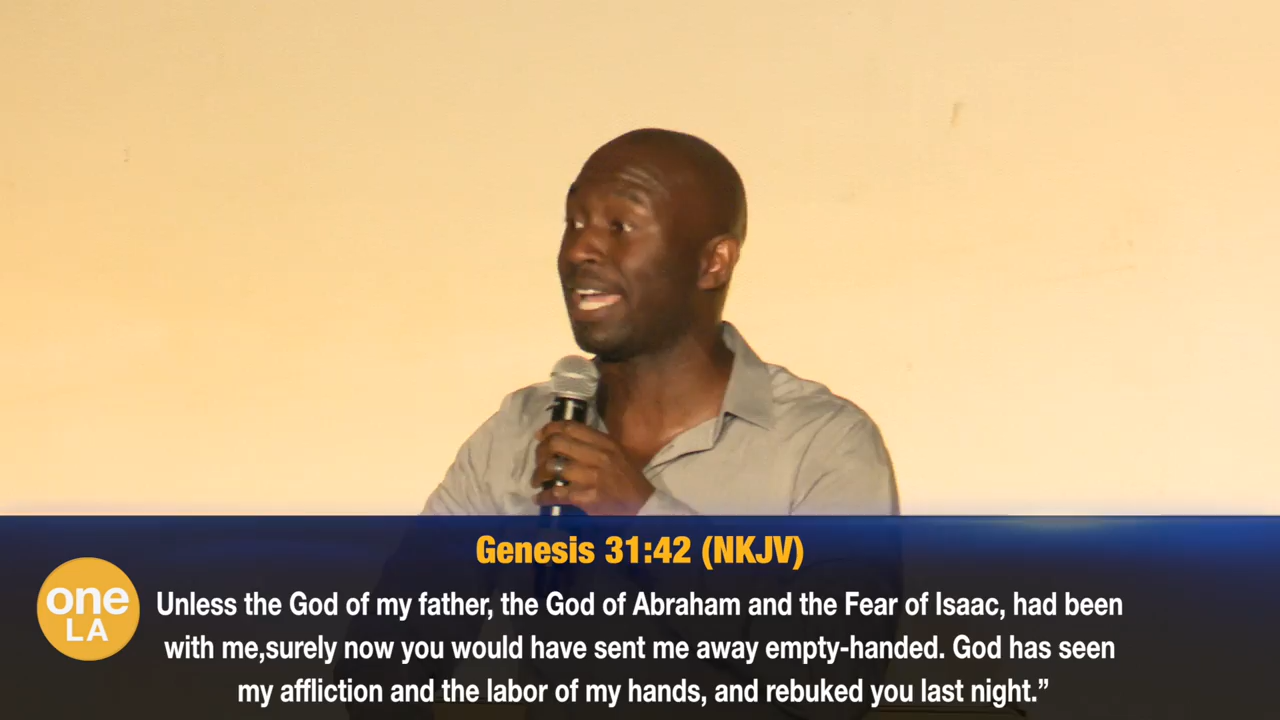 Genesis 31:42 (NKJV)
one
LA
Unless the God of my father, the God of Abraham and the Fear of Isaac, had been
with me,surely now you would have sent me away empty-handed. God has seen
my affliction and the labor of my hands, and rebuked you last night.”